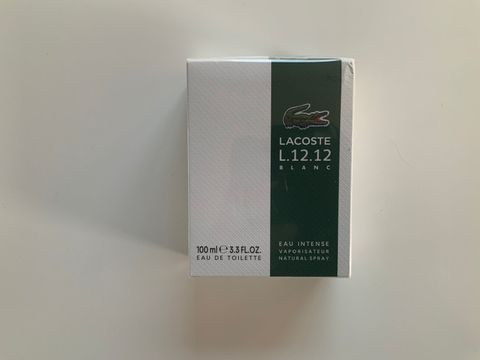 LACOSTE
L.12.12
BLANC
100 ml ℮ 3.3 FL.OZ.
EAU DE TOILETTE
EAU INTENSE
VAPORISATEUR
NATURAL SPRAY